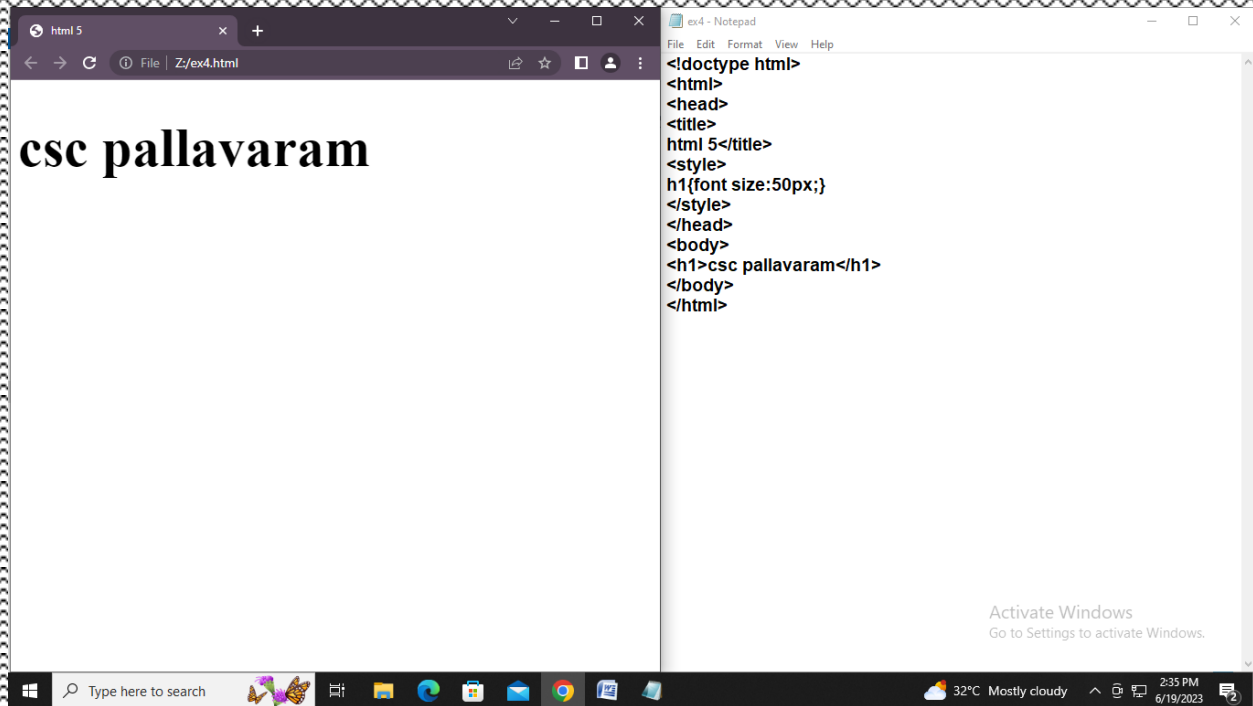 html 5
File Z:/ex4.html
csc pallavaram
ex4 - Notepad
File Edit Format View Help
<!doctype html>
<html>
<head>
<title>
html 5</title>
<style>
h1{font size:50px;}
</style>
</head>
<body>
<h1>csc pallavaram</h1>
</body>
</html>
Activate Windows
Go to Settings to activate Windows.
Type here to search
32°C Mostly cloudy
2:35 PM
6/19/2023
2